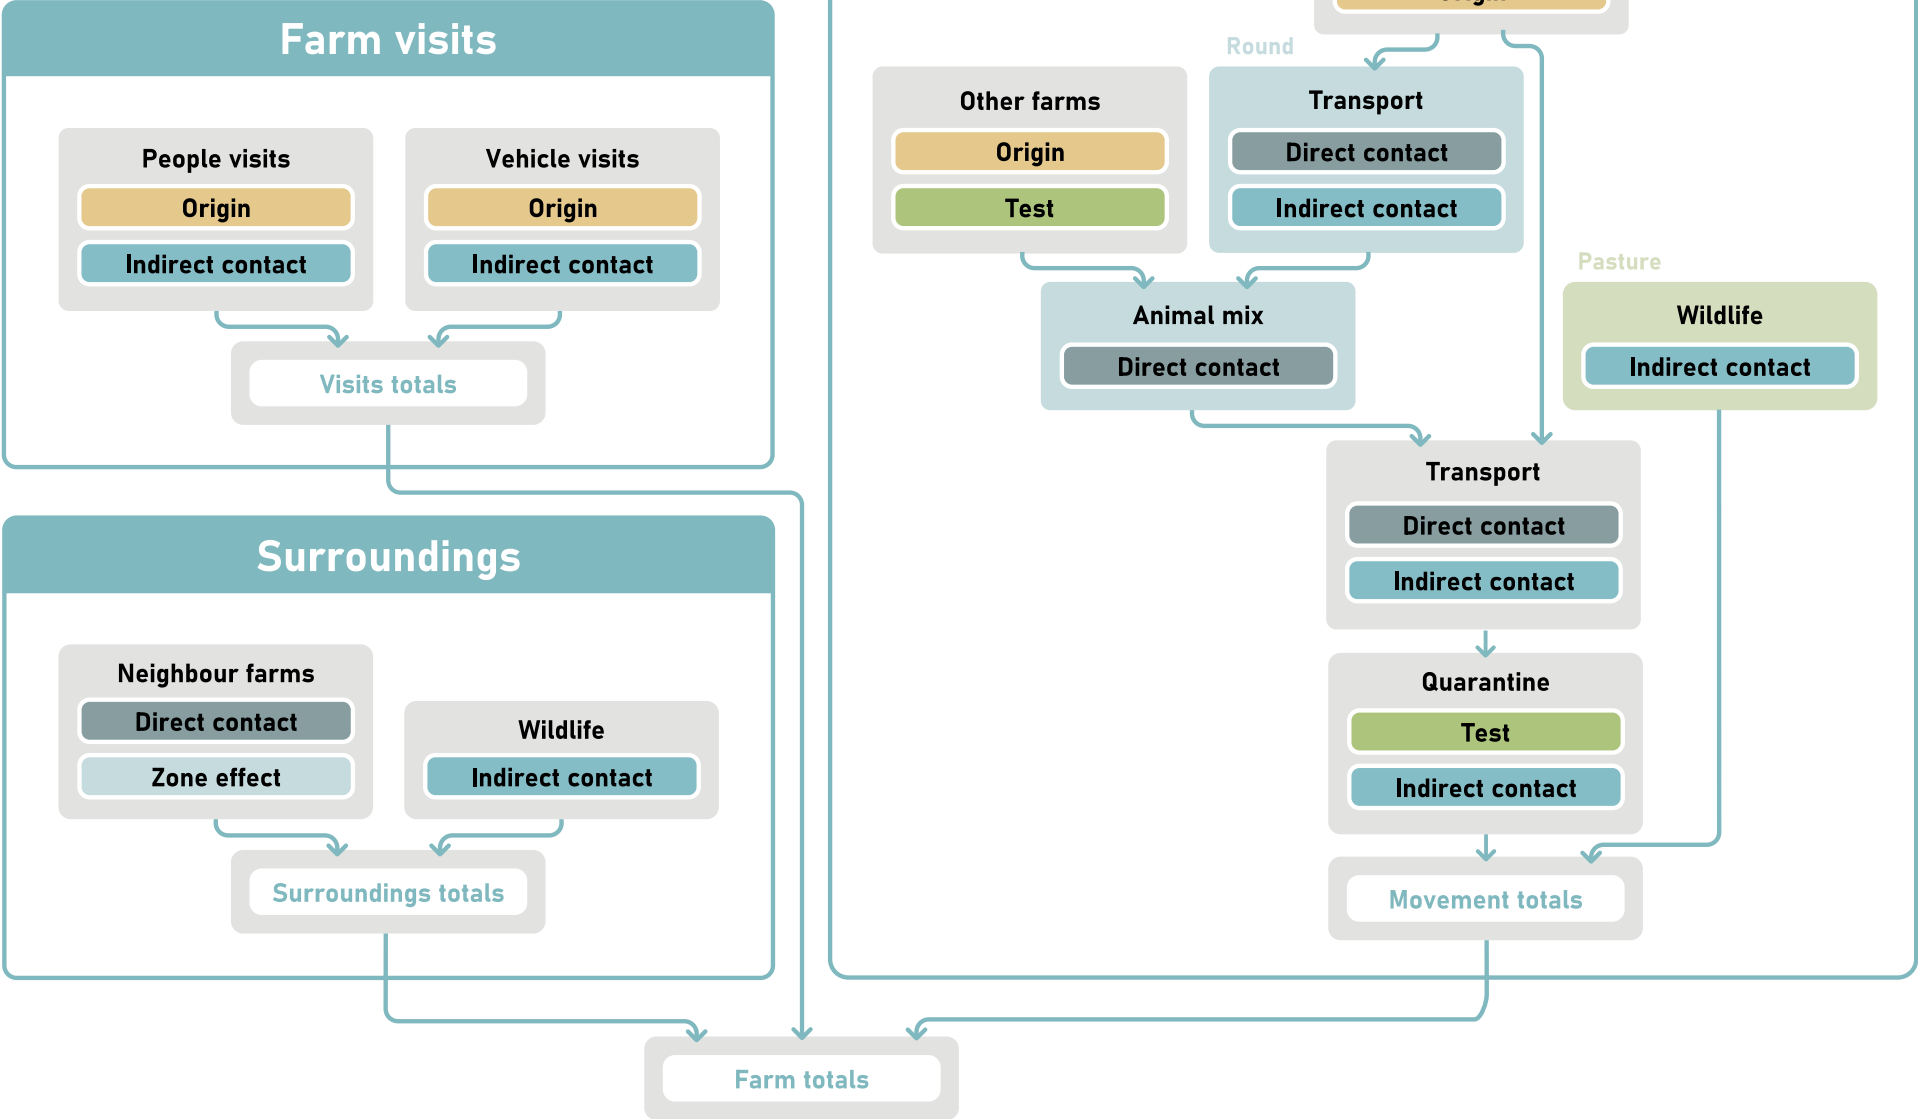 Farm visits
People visits
Origin
Indirect contact
Vehicle visits
Origin
Indirect contact
Visits totals
Surroundings
Neighbour farms
Direct contact
Zone effect
Wildlife
Indirect contact
Surroundings totals
Round
Other farms
Origin
Test
Transport
Direct contact
Indirect contact
Animal mix
Direct contact
Pasture
Wildlife
Indirect contact
Transport
Direct contact
Indirect contact
Quarantine
Test
Indirect contact
Movement totals
Farm totals